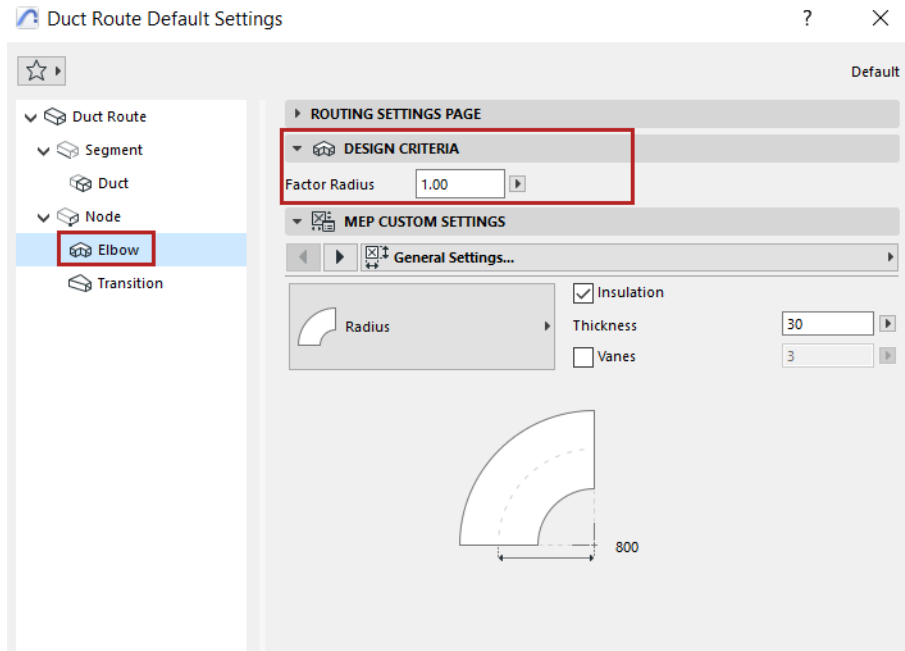 Duct Route Default Settings
?
Default
Duct Route
Segment
Duct
Node
Elbow
Transition
ROUTING SETTINGS PAGE
DESIGN CRITERIA
Factor Radius 1.00
MEP CUSTOM SETTINGS
General Settings...
Radius
Insulation
Thickness 30
Vanes 3
800